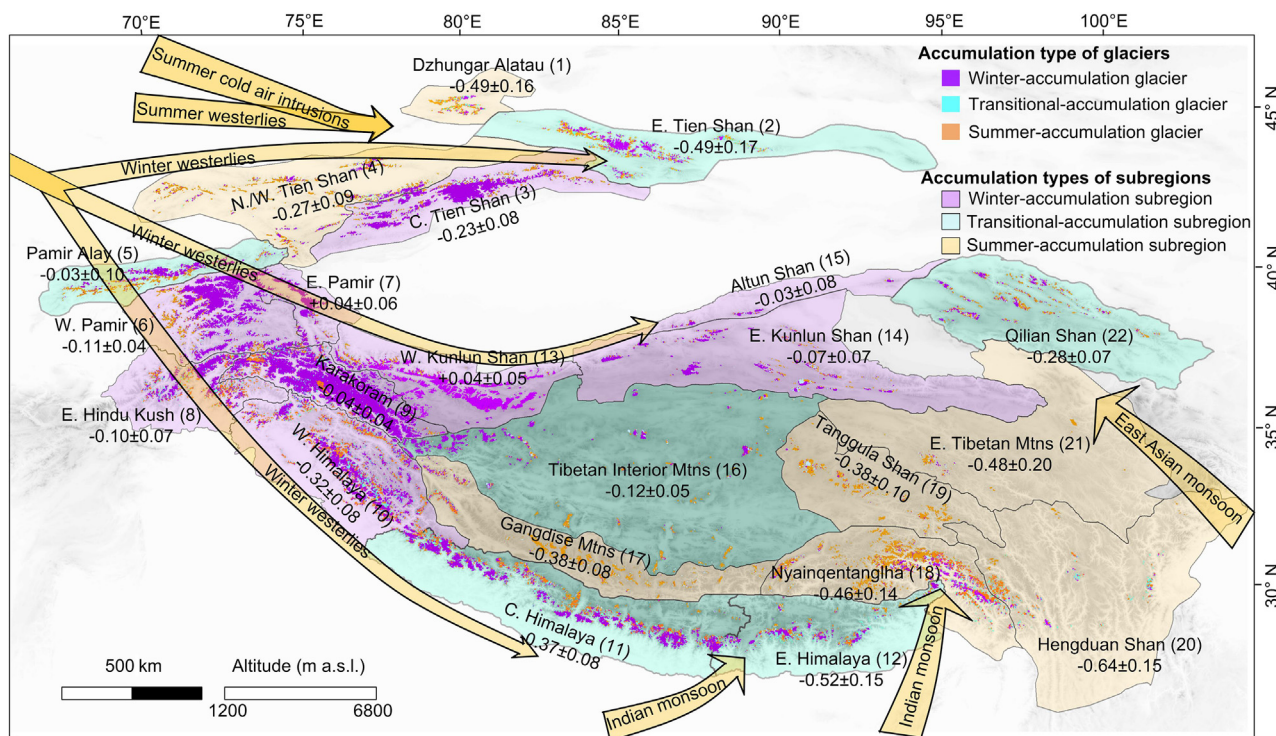 70°E 75°E 80°E 85°E 90°E 95°E 100°E
45°N
40°N
35°N
30°N
Summer cold air intrusions
Summer westerlies
Winter westerlies
Winter westerlies
Winter westerlies
East Asian monsoon
Indian monsoon
Indian monsoon
Accumulation type of glaciers
Winter-accumulation glacier
Transitional-accumulation glacier
Summer-accumulation glacier
Accumulation types of subregions
Winter-accumulation subregion
Transitional-accumulation subregion
Summer-accumulation subregion
Dzhungar Alatau (1)
-0.49±0.16
E. Tien Shan (2)
-0.49±0.17
N./W. Tien Shan (4)
-0.27±0.09
C. Tien Shan (3)
-0.23±0.08
Pamir Alay (5)
-0.03±0.10
E. Pamir (7)
+0.04±0.06
W. Pamir (6)
-0.11±0.04
Altun Shan (15)
-0.03±0.08
E. Kunlun Shan (14)
-0.07±0.07
Qilian Shan (22)
-0.28±0.07
W. Kunlun Shan (13)
+0.04±0.05
Karakoram (9)
-0.04±0.04
E. Hindu Kush (8)
-0.10±0.07
W. Himalaya (10)
-0.32±0.08
Tibetan Interior Mtns (16)
-0.12±0.05
Tanggula Shan (19)
-0.38±0.10
E. Tibetan Mtns (21)
-0.48±0.20
Gangdise Mtns (17)
-0.38±0.08
Nyainqentanglha (18)
-0.46±0.14
C. Himalaya (11)
-0.37±0.08
E. Himalaya (12)
-0.52±0.15
Hengduan Shan (20)
-0.64±0.15
500 km
Altitude (m a.s.l.)
1200 6800